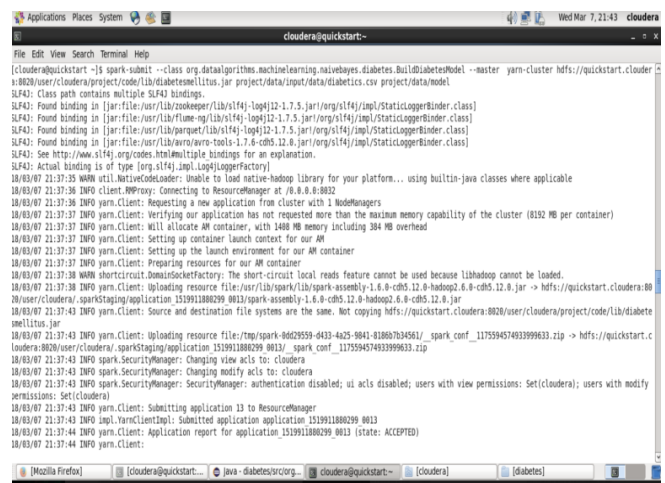 Applications Places System Wed Mar 7, 21:43 cloudera
cloudera@quickstart:~
File Edit View Search Terminal Help
[cloudera@quickstart ~]$ spark-submit --class org.dataalgorithms.machinelearning.naivebayes.diabetes.BuildDiabetesModel --master yarn-cluster hdfs://quickstart.clouder
a:8020/user/cloudera/project/code/lib/diabetesmellitus.jar project/data/input/data/diabetics.csv project/data/model
SLF4J: Class path contains multiple SLF4J bindings.
SLF4J: Found binding in [jar:file:/usr/lib/zookeeper/lib/slf4j-log4j12-1.7.5.jar!/org/slf4j/impl/StaticLoggerBinder.class]
SLF4J: Found binding in [jar:file:/usr/lib/flume-ng/lib/slf4j-log4j12-1.7.5.jar!/org/slf4j/impl/StaticLoggerBinder.class]
SLF4J: Found binding in [jar:file:/usr/lib/parquet/lib/slf4j-log4j12-1.7.5.jar!/org/slf4j/impl/StaticLoggerBinder.class]
SLF4J: Found binding in [jar:file:/usr/lib/avro/avro-tools-1.7.6-cdh5.12.0.jar!/org/slf4j/impl/StaticLoggerBinder.class]
SLF4J: See http://www.slf4j.org/codes.html#multiple_bindings for an explanation.
SLF4J: Actual binding is of type [org.slf4j.impl.Log4jLoggerFactory]
18/03/07 21:37:35 WARN util.NativeCodeLoader: Unable to load native-hadoop library for your platform... using builtin-java classes where applicable
18/03/07 21:37:36 INFO client.RMProxy: Connecting to ResourceManager at /0.0.0.0:8032
18/03/07 21:37:36 INFO yarn.Client: Requesting a new application from cluster with 1 NodeManagers
18/03/07 21:37:37 INFO yarn.Client: Verifying our application has not requested more than the maximum memory capability of the cluster (8192 MB per container)
18/03/07 21:37:37 INFO yarn.Client: Will allocate AM container, with 1408 MB memory including 384 MB overhead
18/03/07 21:37:37 INFO yarn.Client: Setting up container launch context for our AM
18/03/07 21:37:37 INFO yarn.Client: Setting up the launch environment for our AM container
18/03/07 21:37:37 INFO yarn.Client: Preparing resources for our AM container
18/03/07 21:37:38 WARN shortcircuit.DomainSocketFactory: The short-circuit local reads feature cannot be used because libhadoop cannot be loaded.
18/03/07 21:37:38 INFO yarn.Client: Uploading resource file:/usr/lib/spark/lib/spark-assembly-1.6.0-cdh5.12.0-hadoop2.6.0-cdh5.12.0.jar -> hdfs://quickstart.cloudera:80
20/user/cloudera/.sparkStaging/application_1519911880299_0013/spark-assembly-1.6.0-cdh5.12.0-hadoop2.6.0-cdh5.12.0.jar
18/03/07 21:37:43 INFO yarn.Client: Source and destination file systems are the same. Not copying hdfs://quickstart.cloudera:8020/user/cloudera/project/code/lib/diabete
smellitus.jar
18/03/07 21:37:43 INFO yarn.Client: Uploading resource file:/tmp/spark-0dd29559-d433-4a25-9841-8186b7b34561/__spark_conf__1175594574933999633.zip -> hdfs://quickstart.c
loudera:8020/user/cloudera/.sparkStaging/application_1519911880299_0013/__spark_conf__1175594574933999633.zip
18/03/07 21:37:43 INFO spark.SecurityManager: Changing view acls to: cloudera
18/03/07 21:37:43 INFO spark.SecurityManager: Changing modify acls to: cloudera
18/03/07 21:37:43 INFO spark.SecurityManager: SecurityManager: authentication disabled; ui acls disabled; users with view permissions: Set(cloudera); users with modify
permissions: Set(cloudera)
18/03/07 21:37:43 INFO yarn.Client: Submitting application 13 to ResourceManager
18/03/07 21:37:43 INFO impl.YarnClientImpl: Submitted application application_1519911880299_0013
18/03/07 21:37:44 INFO yarn.Client: Application report for application_1519911880299_0013 (state: ACCEPTED)
18/03/07 21:37:44 INFO yarn.Client:
[Mozilla Firefox] [cloudera@quickstart:... Java - diabetes/src/org... cloudera@quickstart:~ [cloudera] [diabetes]